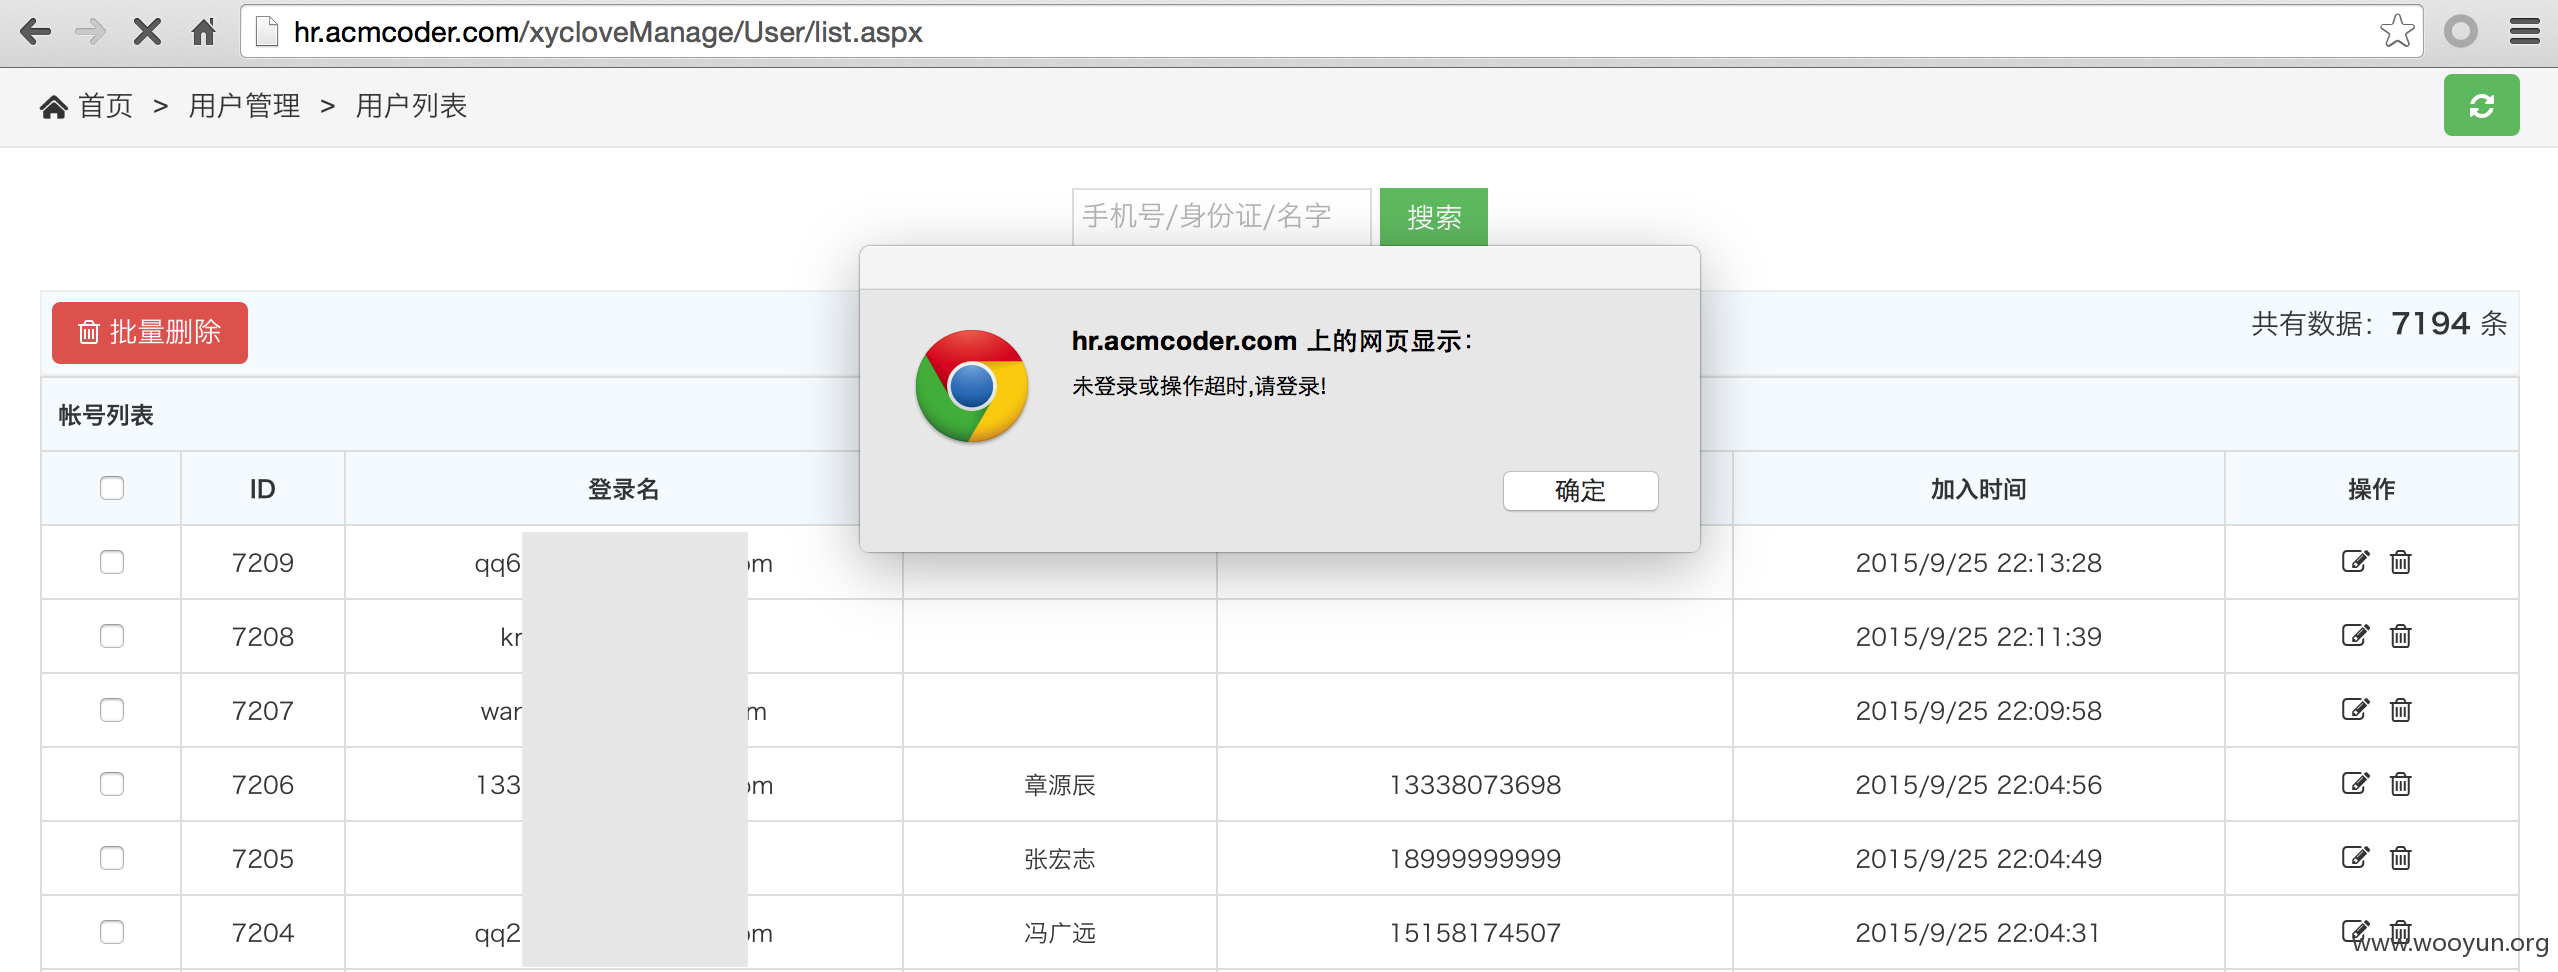 hr.acmcoder.com/xycloveManage/User/list.aspx
首页 > 用户管理 > 用户列表
手机号/身份证/名字 搜索
批量删除 共有数据：7194 条
hr.acmcoder.com 上的网页显示：
未登录或操作超时,请登录!
确定
帐号列表
ID 登录名 加入时间 操作
7209 qq6 om 2015/9/25 22:13:28
7208 kr 2015/9/25 22:11:39
7207 war m 2015/9/25 22:09:58
7206 133 om 章源辰 13338073698 2015/9/25 22:04:56
7205 张宏志 18999999999 2015/9/25 22:04:49
7204 qq2 om 冯广远 15158174507 2015/9/25 22:04:31
www.wooyun.org